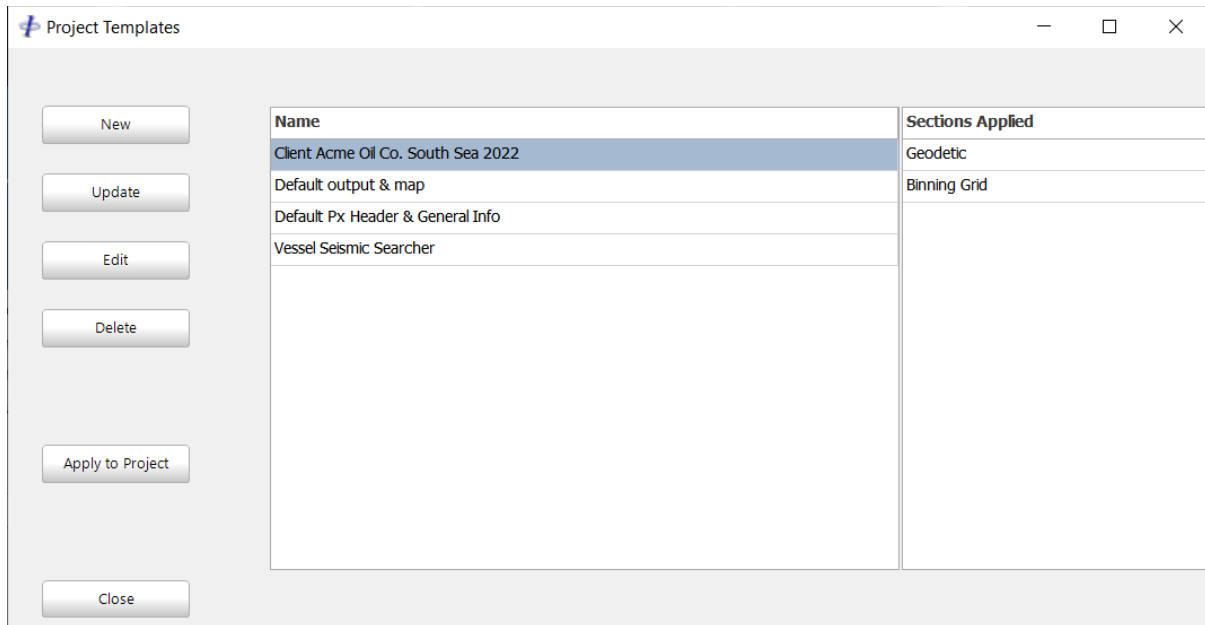 Project Templates
New
Update
Edit
Delete
Apply to Project
Close
Name
Client Acme Oil Co. South Sea 2022
Default output & map
Default Px Header & General Info
Vessel Seismic Searcher
Sections Applied
Geodetic
Binning Grid